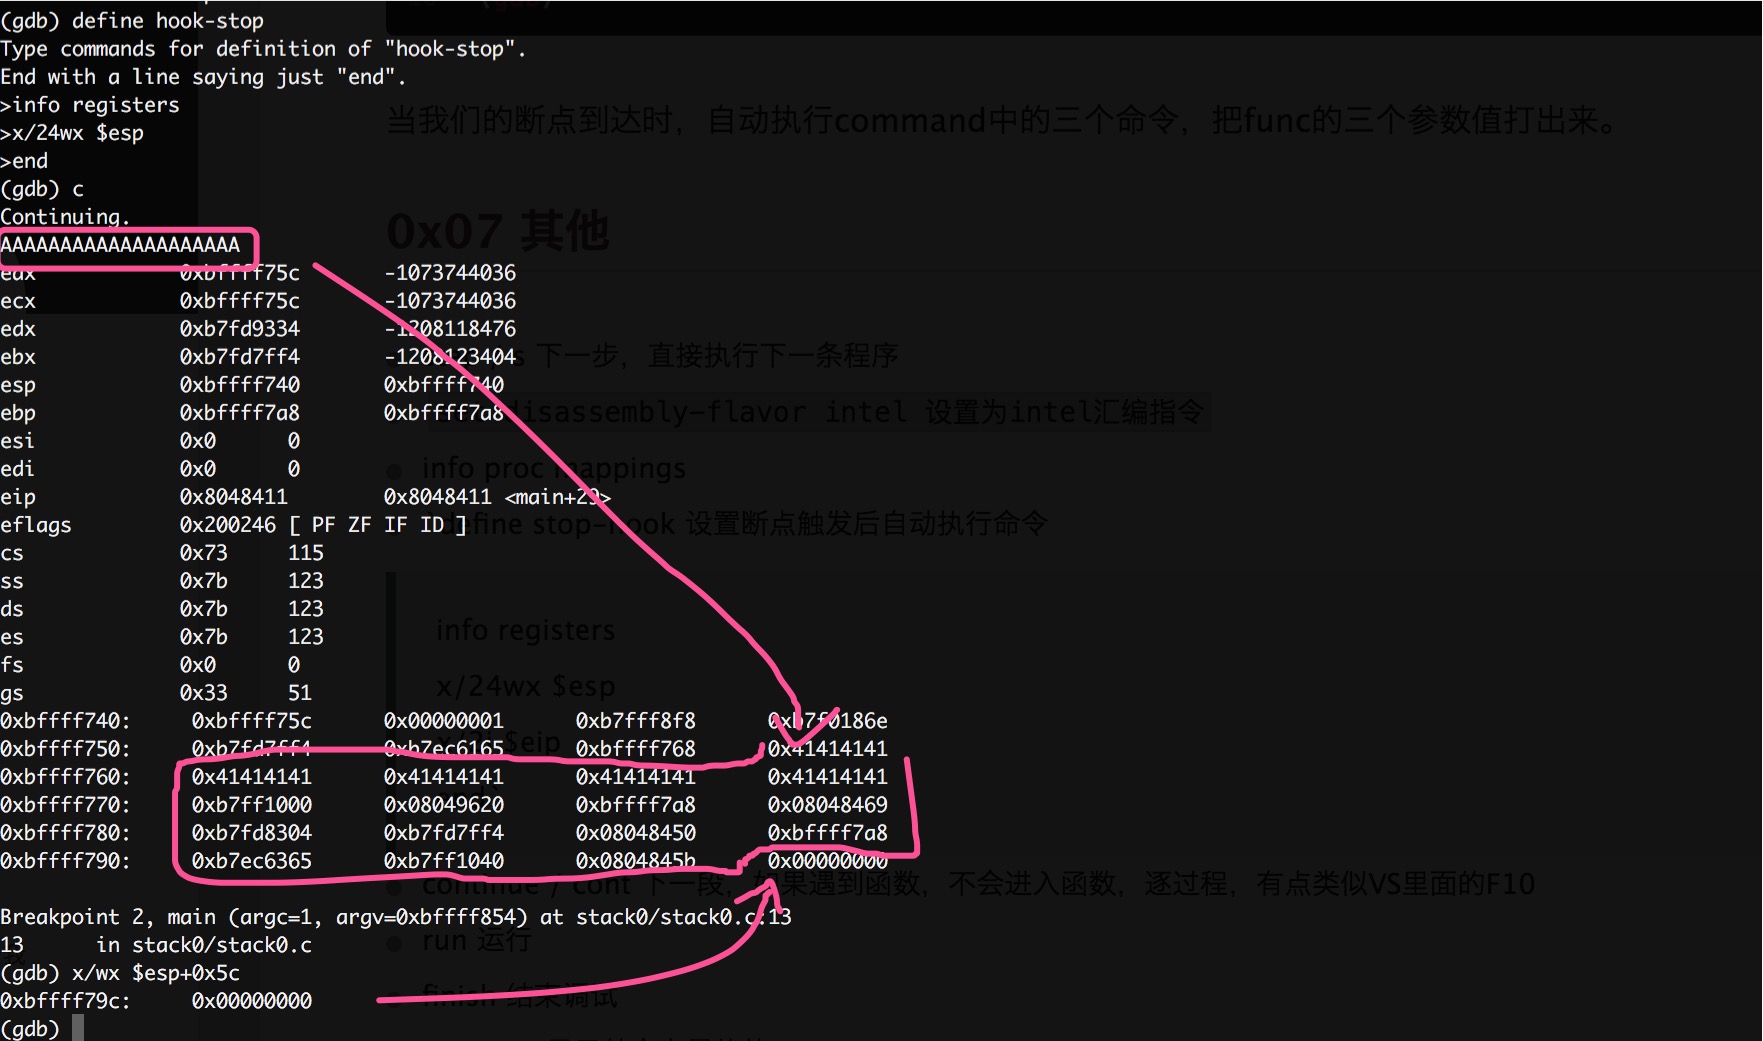 (gdb) define hook-stop
Type commands for definition of "hook-stop".
End with a line saying just "end".
>info registers
>x/24wx $esp
>end
(gdb) c
Continuing.
AAAAAAAAAAAAAAAAAAAA
eax 0xbffff75c -1073744036
ecx 0xbffff75c -1073744036
edx 0xb7fd9334 -1208118476
ebx 0xb7fd7ff4 -1208123404
esp 0xbffff740 0xbffff740
ebp 0xbffff7a8 0xbffff7a8
esi 0x0 0
edi 0x0 0
eip 0x8048411 0x8048411 <main+29>
eflags 0x200246 [ PF ZF IF ID ]
cs 0x73 115
ss 0x7b 123
ds 0x7b 123
es 0x7b 123
fs 0x0 0
gs 0x33 51
0xbffff740: 0xbffff75c 0x00000001 0xb7fff8f8 0xb7f0186e
0xbffff750: 0xb7fd7ff4 0xb7ec6165 0xbffff768 0x41414141
0xbffff760: 0x41414141 0x41414141 0x41414141 0x41414141
0xbffff770: 0xb7ff1000 0x08049620 0xbffff7a8 0x08048469
0xbffff780: 0xb7fd8304 0xb7fd7ff4 0x08048450 0xbffff7a8
0xbffff790: 0xb7ec6365 0xb7ff1040 0x0804845b 0x00000000
Breakpoint 2, main (argc=1, argv=0xbffff854) at stack0/stack0.c:13
13 in stack0/stack0.c
(gdb) x/wx $esp+0x5c
0xbffff79c: 0x00000000
(gdb)
当我们的断点到达时，自动执行command中的三个命令，把func的三个参数值打出来。
0x07 其他
下一步，直接执行下一条程序
disassembly-flavor intel 设置为intel汇编指令
info proc mappings
define stop-hook 设置断点触发后自动执行命令
info registers
x/24wx $esp
$eip
continue / cont 下一段，如果遇到函数，不会进入函数，逐过程，有点类似VS里面的F10
run 运行
finish 结束调试